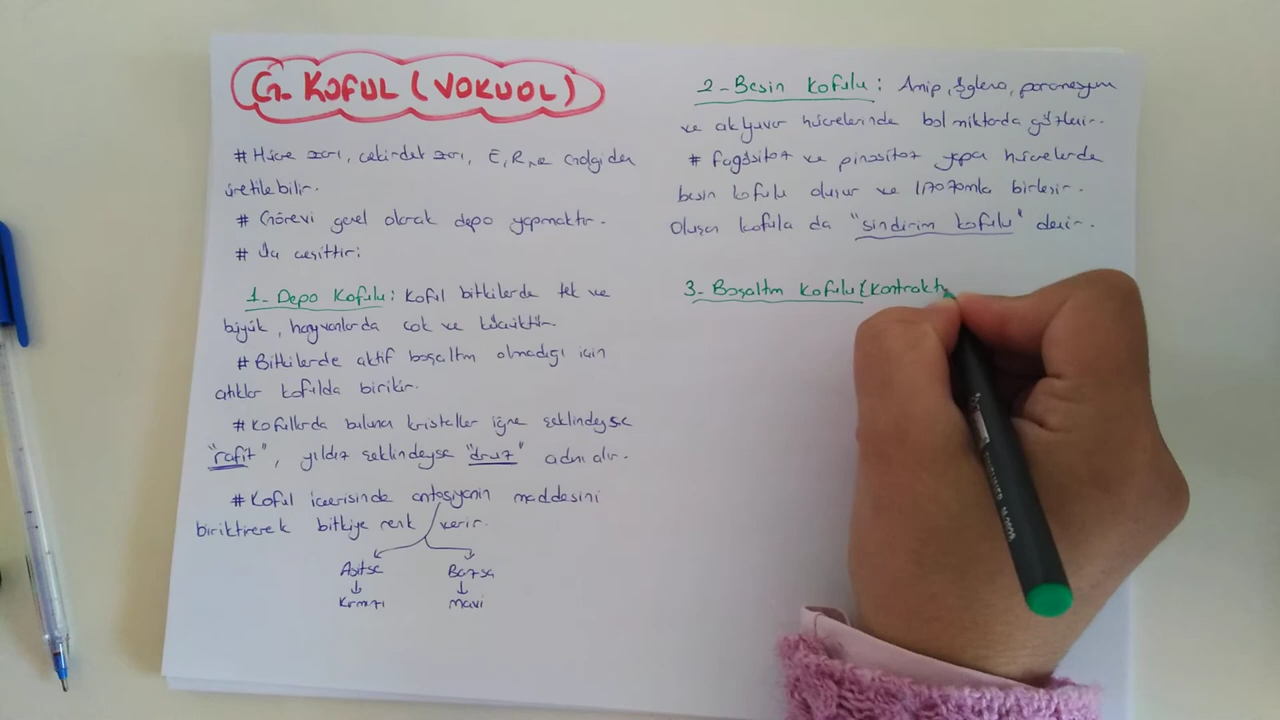 G. KOFUL (VOKUOL)
# Hücre zarı, çekirdek zarı, E,R, ve Golgi'den
üretilebilir.
# Görevi genel olarak depo yapmaktır.
# Üç çeşittir:
1- Depo Kofulu: Koful bitkilerde tek ve
büyük, hayvanlarda çok ve küçüktür.
# Bitkilerde aktif boşaltım olmadığı için
atıklar kofulda birikir.
# Kofullarda bulunan kristaller iğne şeklindeyse
"rafit", yıldız şeklindeyse "druz" adını alır.
# Koful içerisinde antosiyanin maddesini
biriktirerek bitkiye renk verir.
Asitse Bazsa
Kırmızı Mavi
2- Besin Kofulu: Amip, öglena, paramesyum
ve akyuvar hücrelerinde bol miktarda gözlenir.
# Fagositoz ve pinositoz yapan hücrelerde
besin kofulu oluşur ve lizozomla birleşir.
Oluşan kofula da "sindirim kofulu" denir.
3- Boşaltım Kofulu (Kontrakt